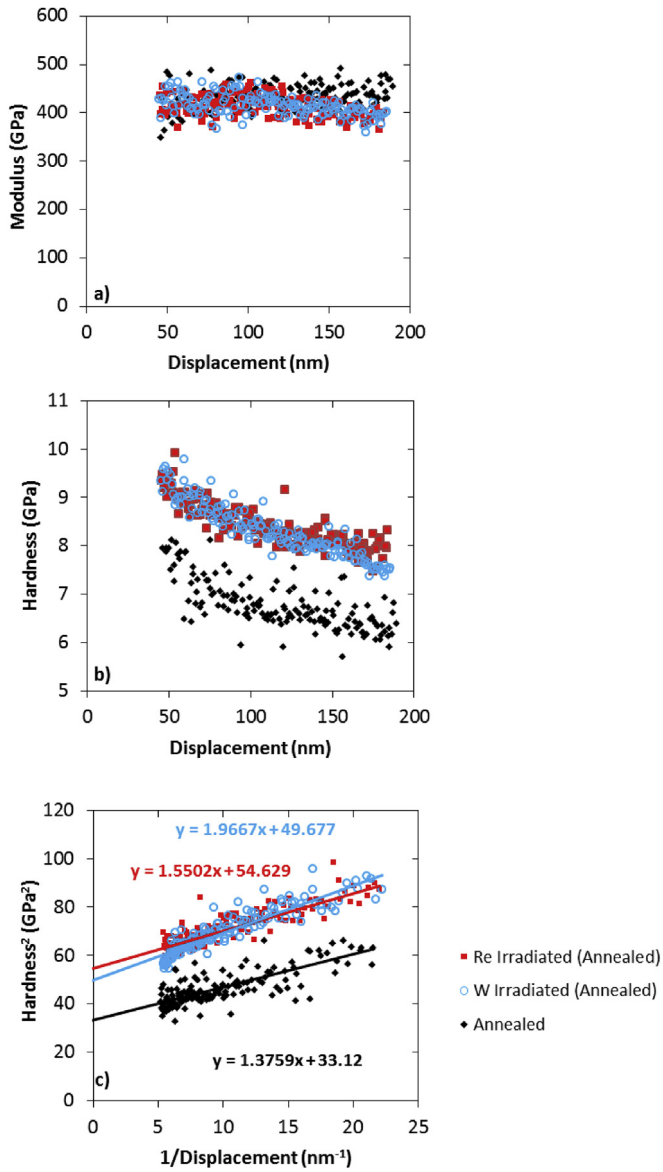 600
500
400
300
200
100
0
Modulus (GPa)
a)
0 50 100 150 200
Displacement (nm)
11
10
9
8
7
6
5
Hardness (GPa)
b)
0 50 100 150 200
Displacement (nm)
120
100
80
60
40
20
0
Hardness² (GPa²)
y = 1.9667x+49.677
y = 1.5502x+54.629
y = 1.3759x+33.12
c)
0 5 10 15 20 25
1/Displacement (nm⁻¹)
Re Irradiated (Annealed)
W Irradiated (Annealed)
Annealed